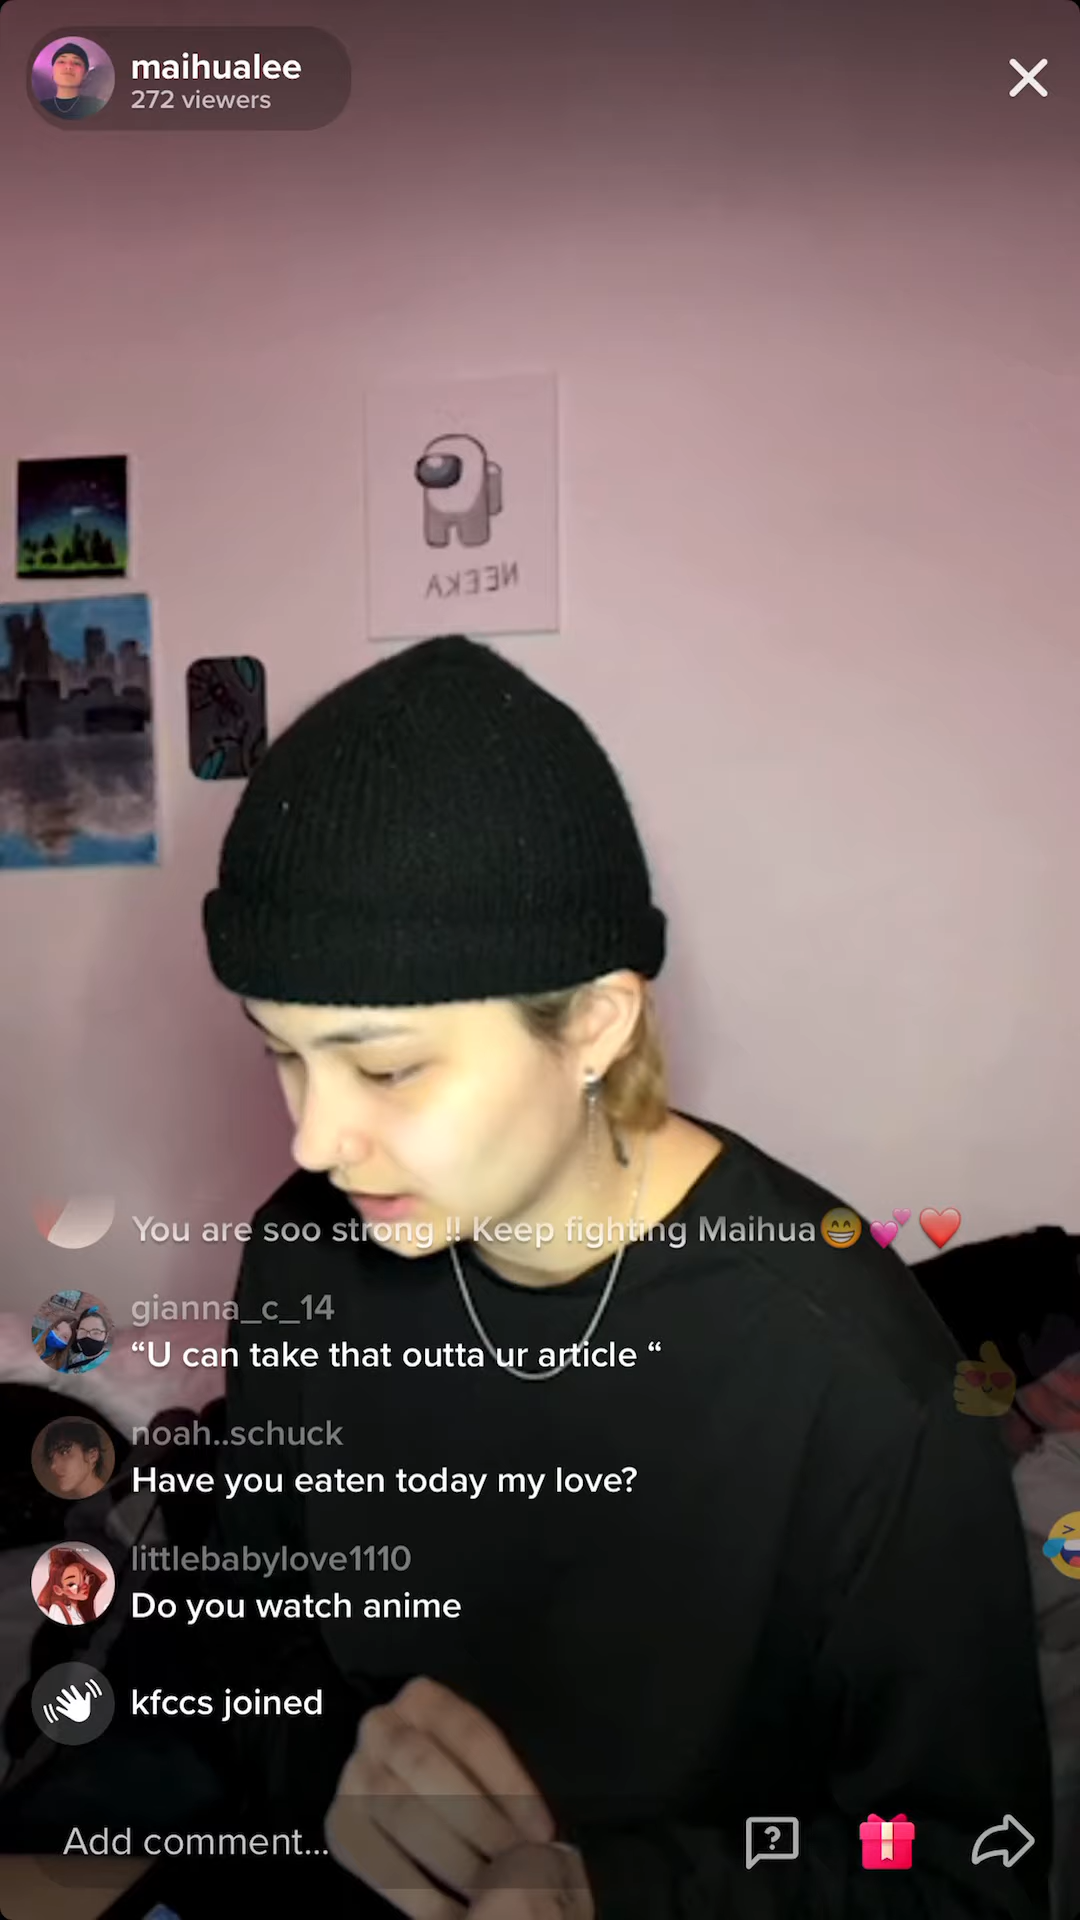 maihualee
272 viewers
NEEKA
You are soo strong !! Keep fighting Maihua😁💕❤️
gianna_c_14
“U can take that outta ur article “
noah..schuck
Have you eaten today my love?
littlebabylove1110
Do you watch anime
kfccs joined
Add comment...
?